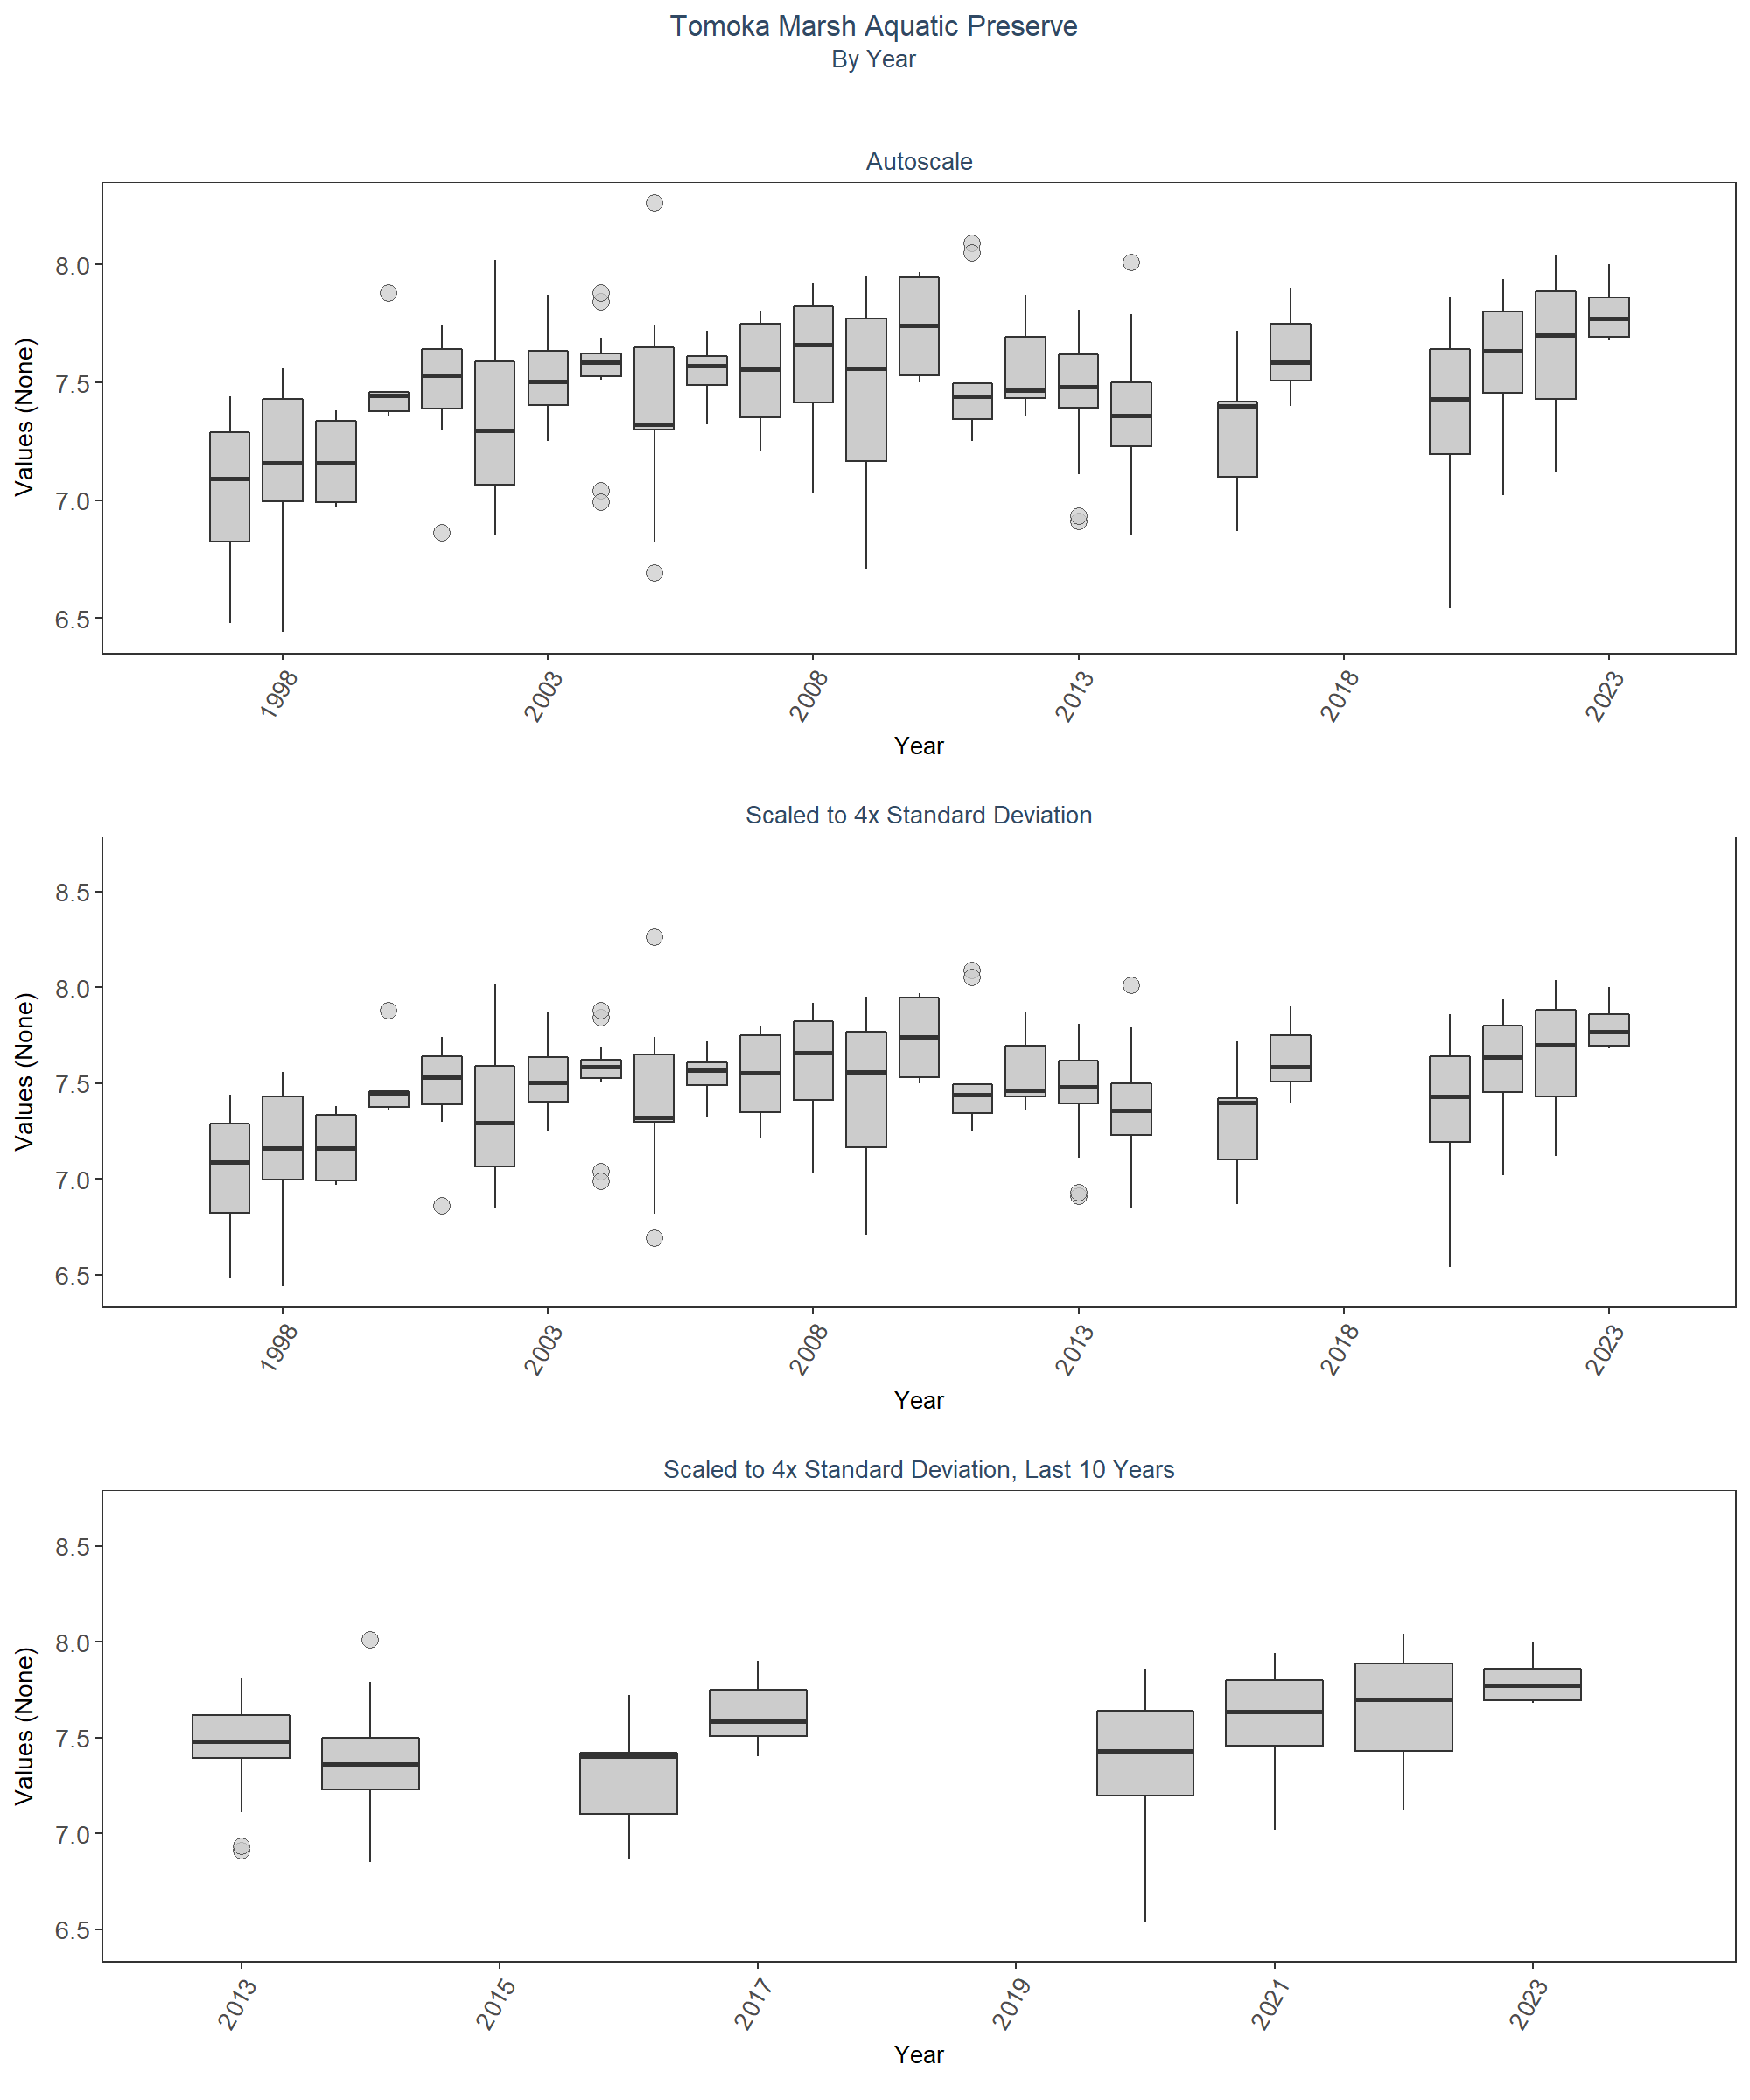 Tomoka Marsh Aquatic Preserve
By Year
Autoscale
Values (None)
8.0
7.5
7.0
6.5
1998
2003
2008
2013
2018
2023
Year
Scaled to 4x Standard Deviation
Values (None)
8.5
8.0
7.5
7.0
6.5
1998
2003
2008
2013
2018
2023
Year
Scaled to 4x Standard Deviation, Last 10 Years
Values (None)
8.5
8.0
7.5
7.0
6.5
2013
2015
2017
2019
2021
2023
Year